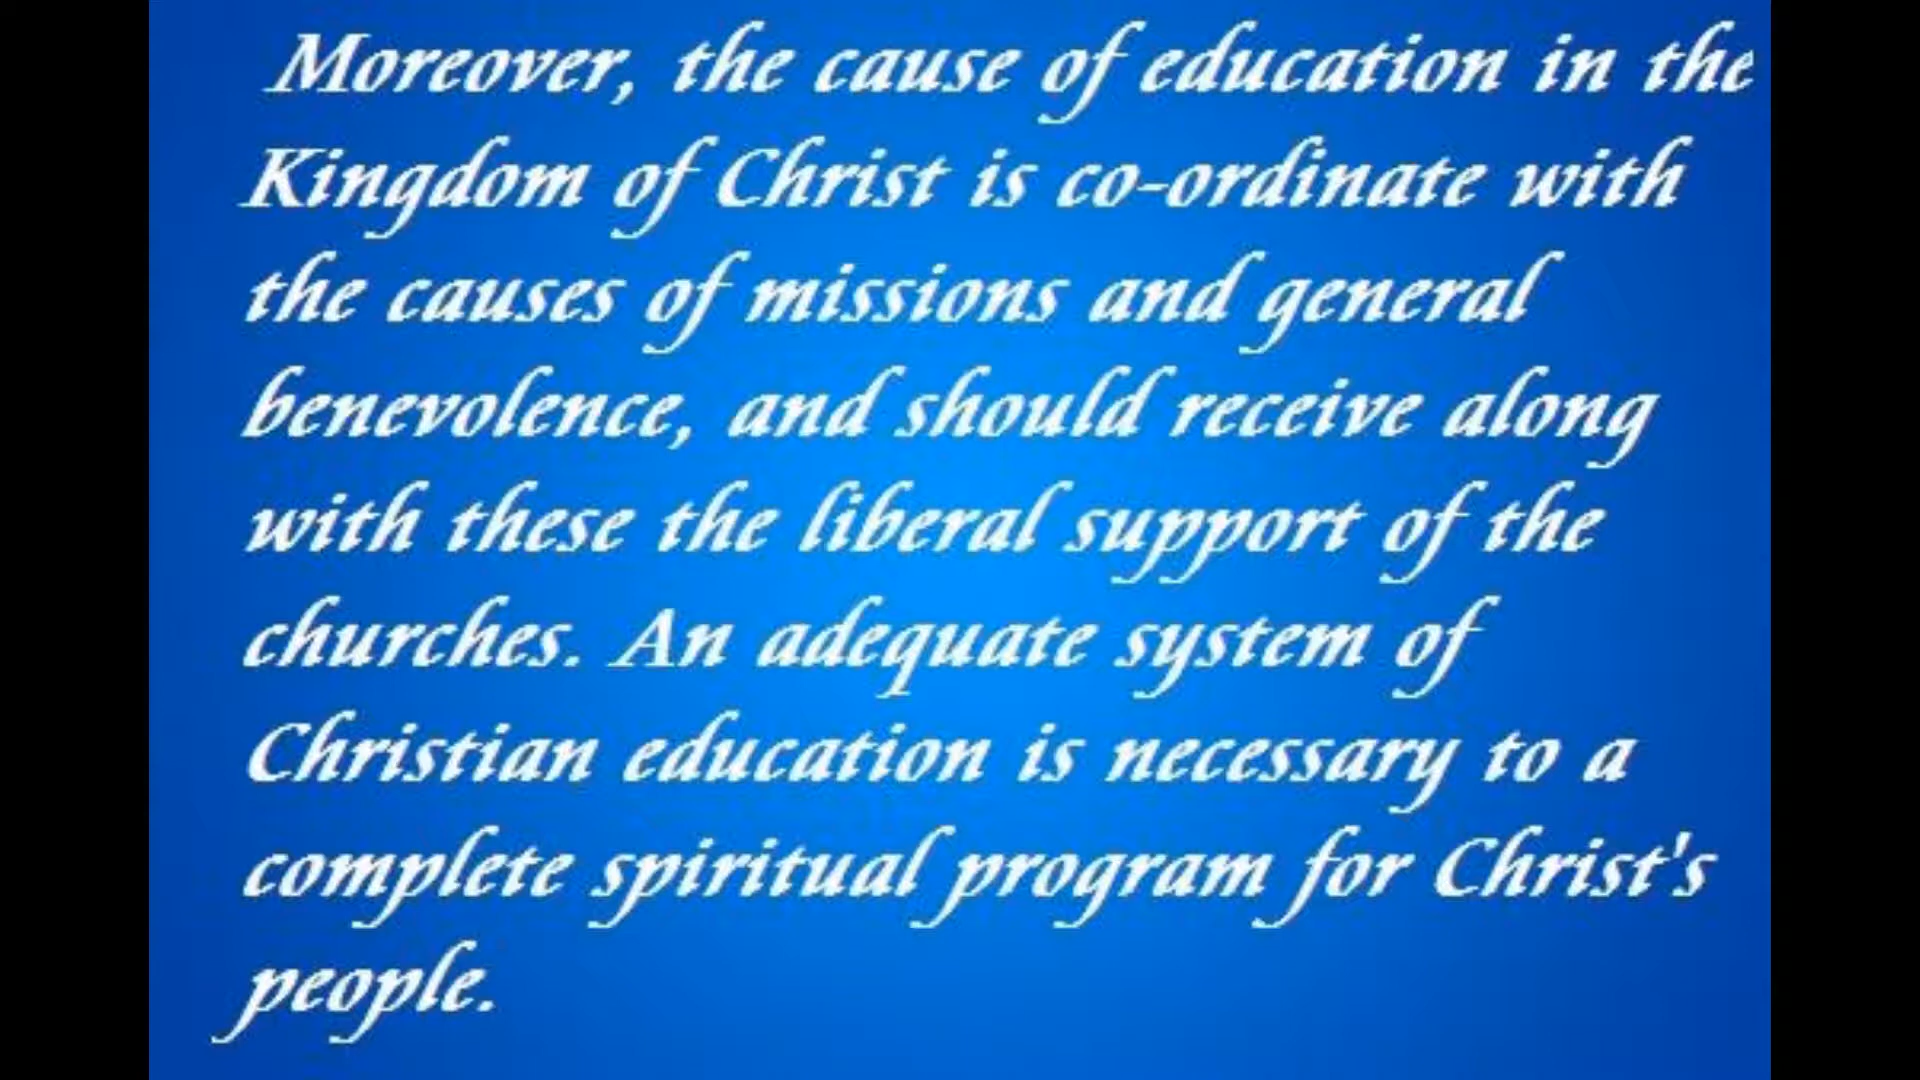 Moreover, the cause of education in the
Kingdom of Christ is co-ordinate with
the causes of missions and general
benevolence, and should receive along
with these the liberal support of the
churches. An adequate system of
Christian education is necessary to a
complete spiritual program for Christ's
people.